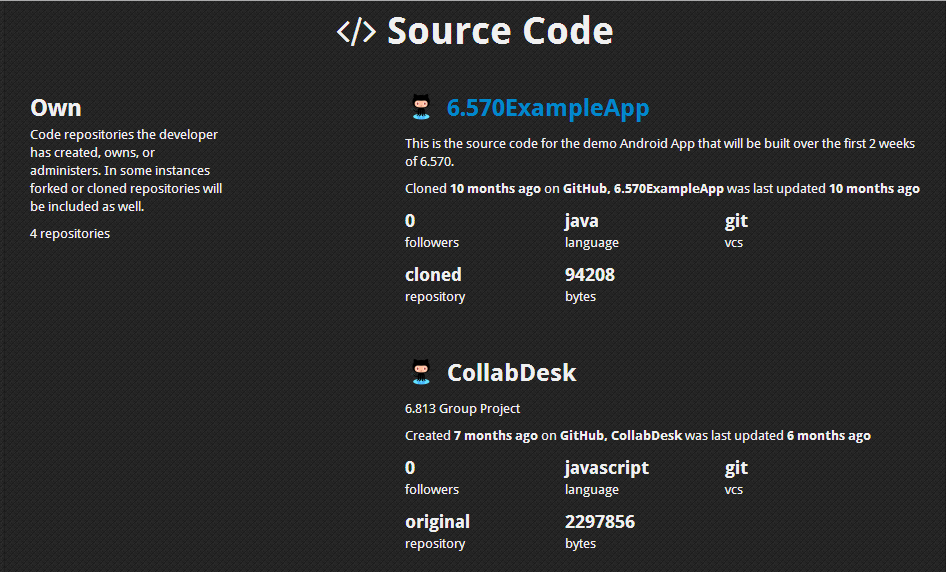 </> Source Code
Own
Code repositories the developer
has created, owns, or
administers. In some instances
forked or cloned repositories will
be included as well.
4 repositories
6.570ExampleApp
This is the source code for the demo Android App that will be built over the first 2 weeks
of 6.570.
Cloned 10 months ago on GitHub, 6.570ExampleApp was last updated 10 months ago
0 java git
followers language vcs
cloned 94208
repository bytes
CollabDesk
6.813 Group Project
Created 7 months ago on GitHub, CollabDesk was last updated 6 months ago
0 javascript git
followers language vcs
original 2297856
repository bytes